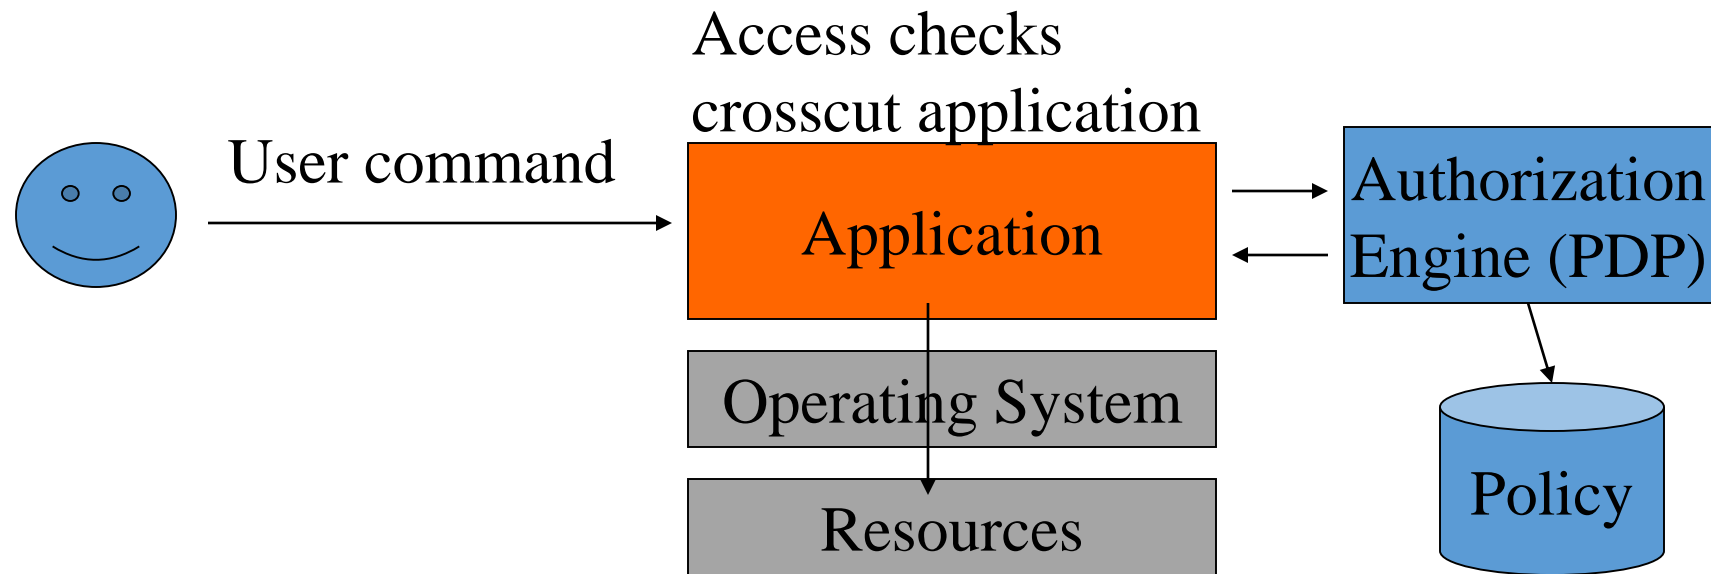 Access checks
crosscut application
User command
Application
Authorization
Engine (PDP)
Operating System
Policy
Resources